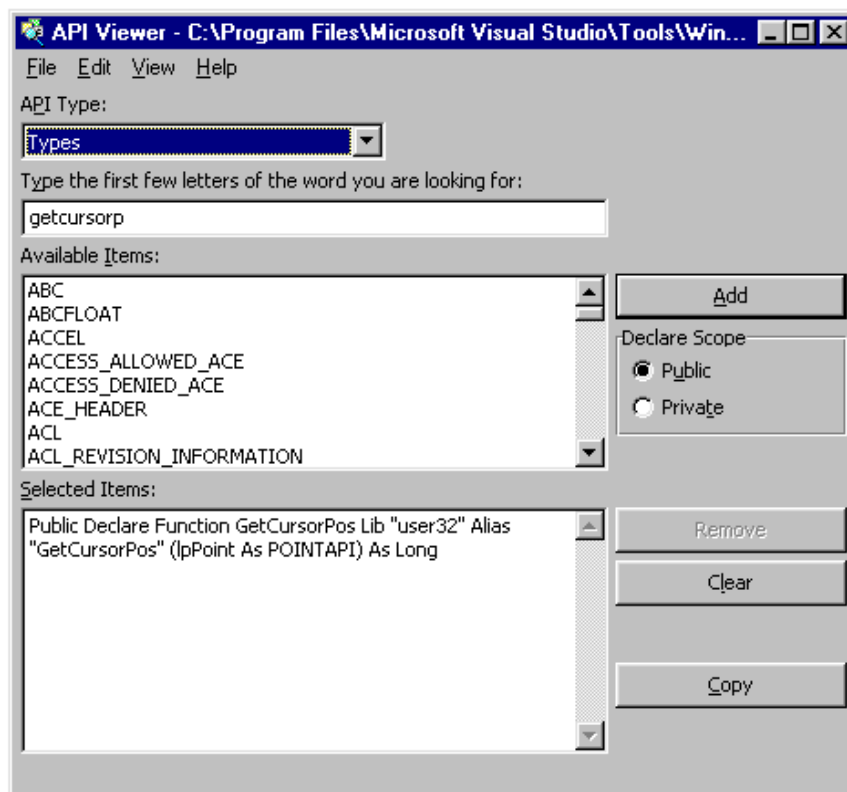 API Viewer - C:\Program Files\Microsoft Visual Studio\Tools\Win...
File Edit View Help
API Type:
Types
Type the first few letters of the word you are looking for:
getcursorp
Available Items:
ABC
ABCFLOAT
ACCEL
ACCESS_ALLOWED_ACE
ACCESS_DENIED_ACE
ACE_HEADER
ACL
ACL_REVISION_INFORMATION
Add
Declare Scope
Public
Private
Selected Items:
Public Declare Function GetCursorPos Lib "user32" Alias
"GetCursorPos" (lpPoint As POINTAPI) As Long
Remove
Clear
Copy